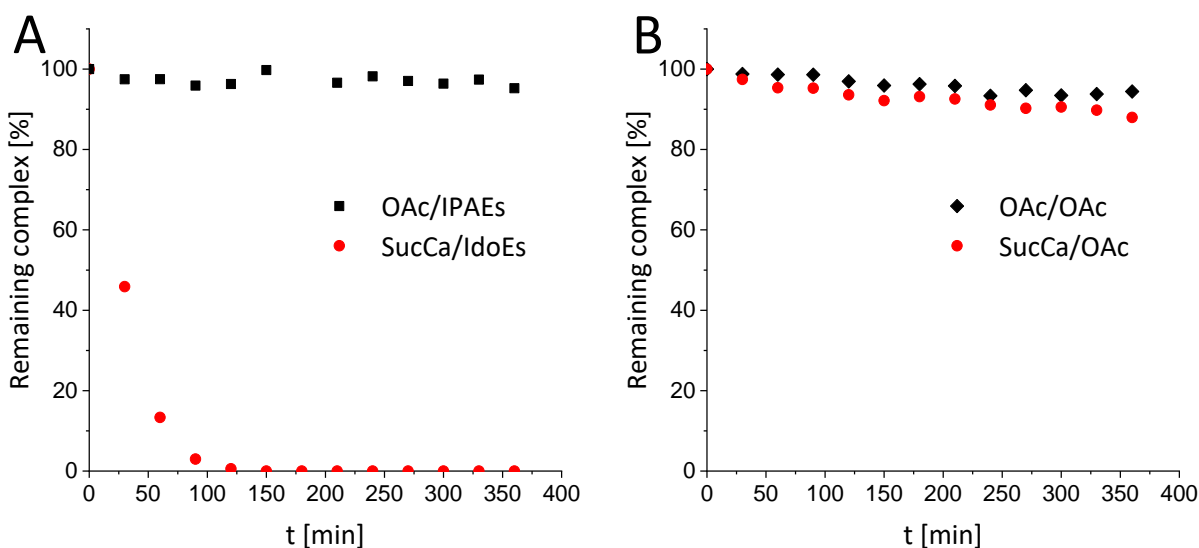 A
Remaining complex [%]
100
80
60
40
20
0
OAc/IPAEs
SucCa/IdoEs
0 50 100 150 200 250 300 350 400
t [min]
B
Remaining complex [%]
100
80
60
40
20
0
OAc/OAc
SucCa/OAc
0 50 100 150 200 250 300 350 400
t [min]